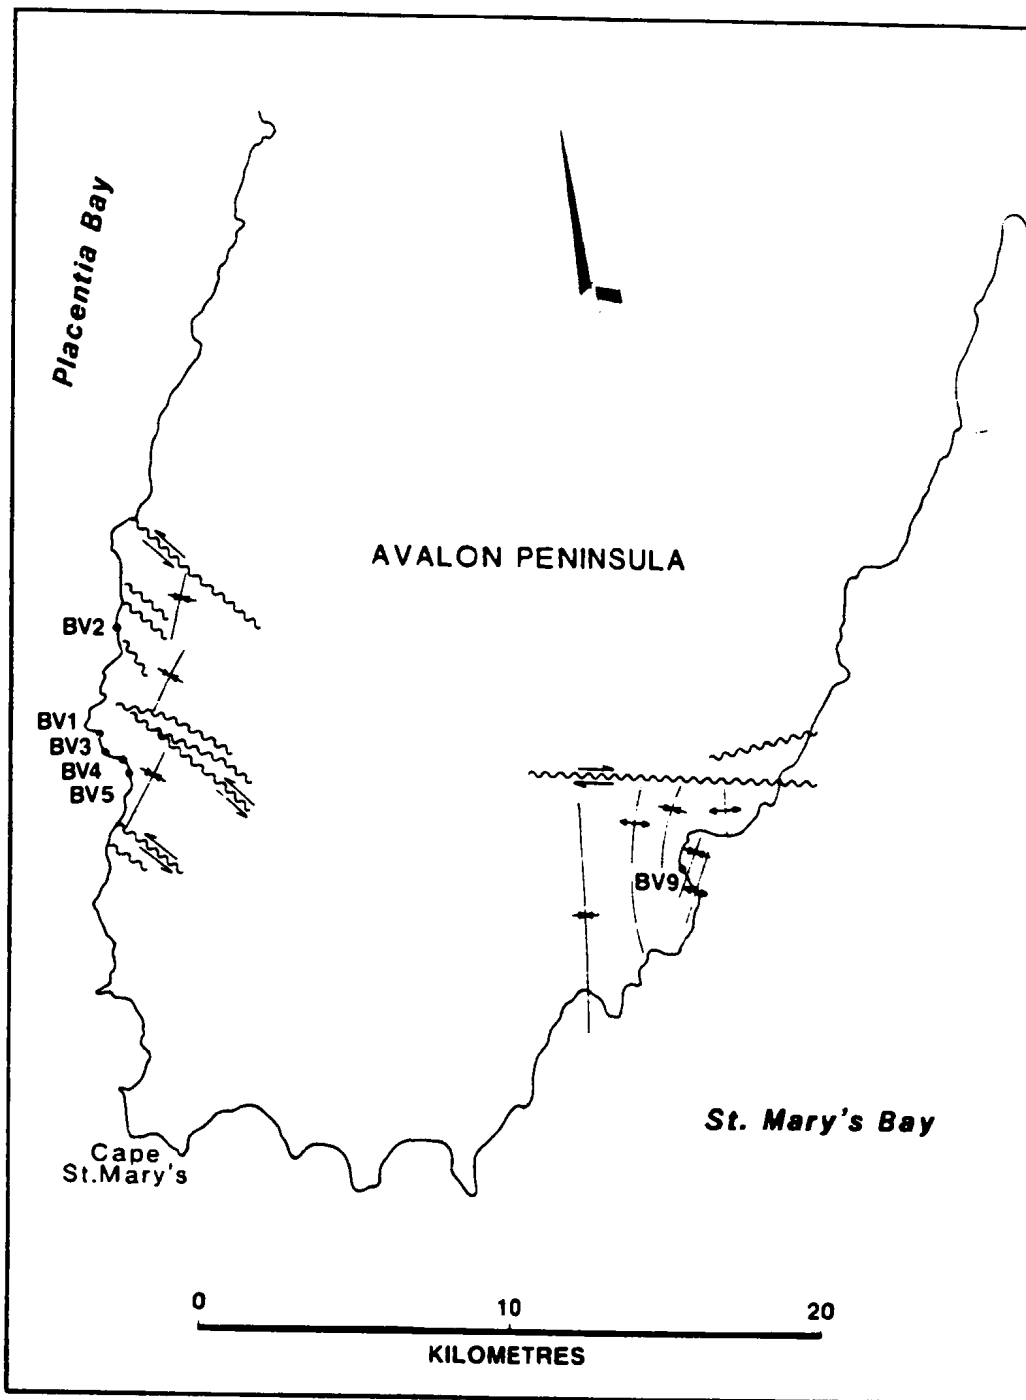 Placentia Bay
AVALON PENINSULA
BV2
BV1
BV3
BV4
BV5
BV9
St. Mary's Bay
Cape
St.Mary's
0 10 20
KILOMETRES